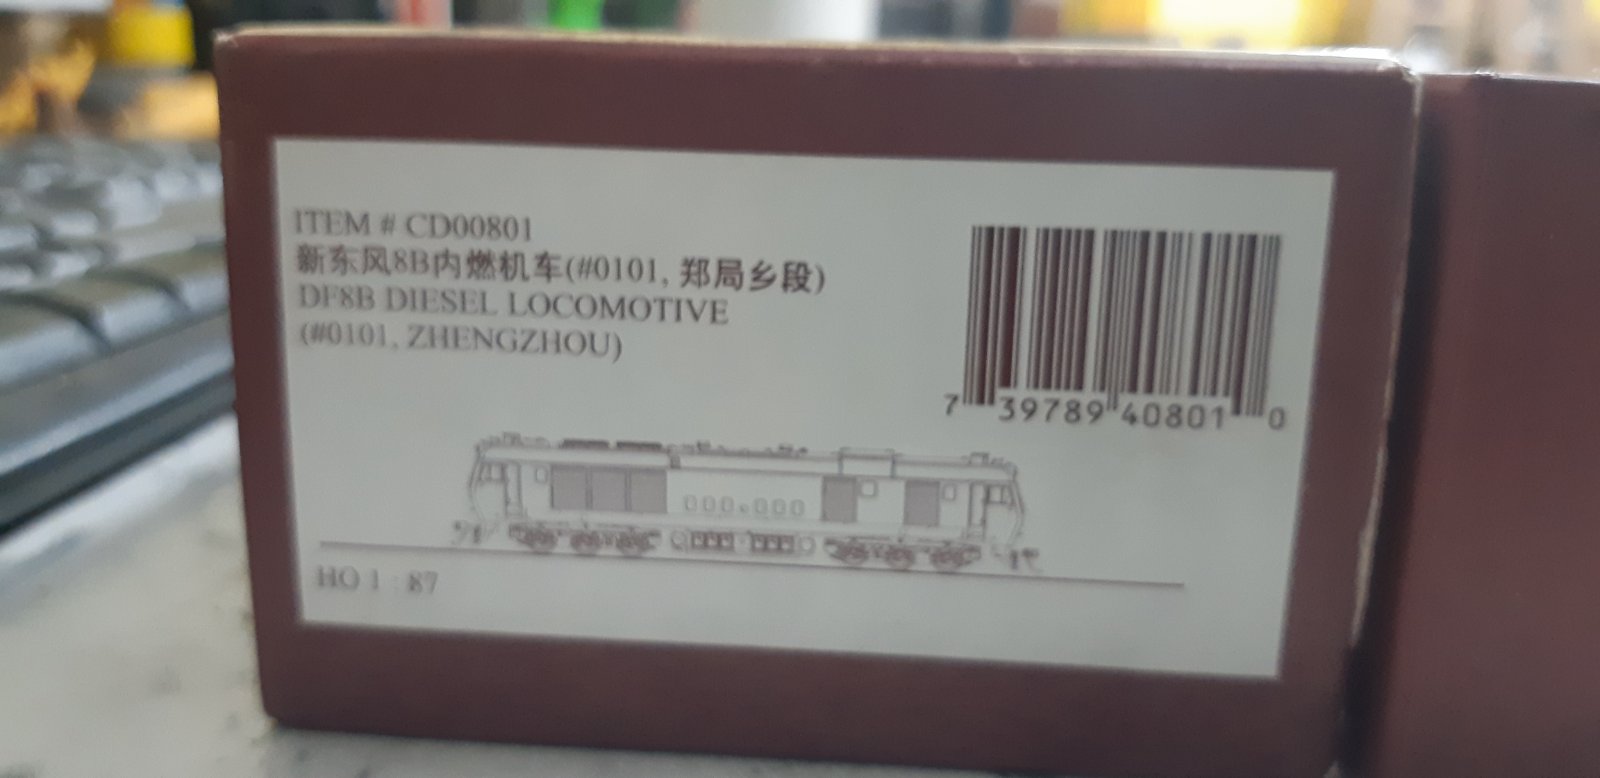 ITEM # CD00801
新东风8B内燃机车(#0101, 郑局乡段)
DF8B DIESEL LOCOMOTIVE
(#0101, ZHENGZHOU)
7 39789 40801 0
HO 1 : 87